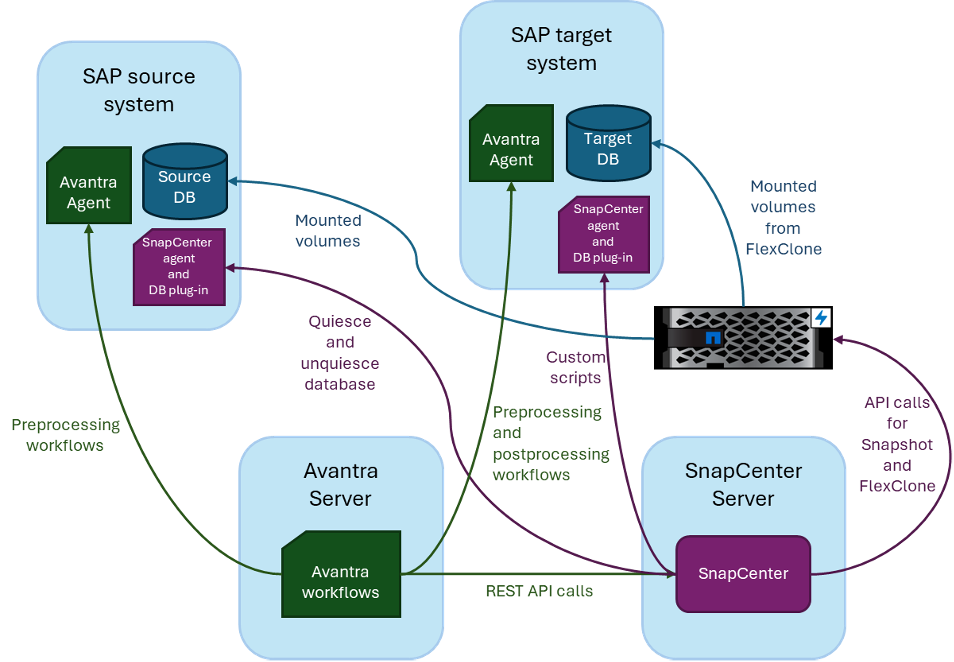 SAP source
system
Avantra
Agent
Source
DB
SnapCenter
agent
and
DB plug-in
SAP target
system
Avantra
Agent
Target
DB
SnapCenter
agent
and
DB plug-in
Mounted
volumes
Mounted
volumes
from
FlexClone
Quiesce
and
unquiesce
database
Custom
scripts
Preprocessing
workflows
Preprocessing
and
postprocessing
workflows
API calls
for
Snapshot
and
FlexClone
Avantra
Server
Avantra
workflows
REST API calls
SnapCenter
Server
SnapCenter